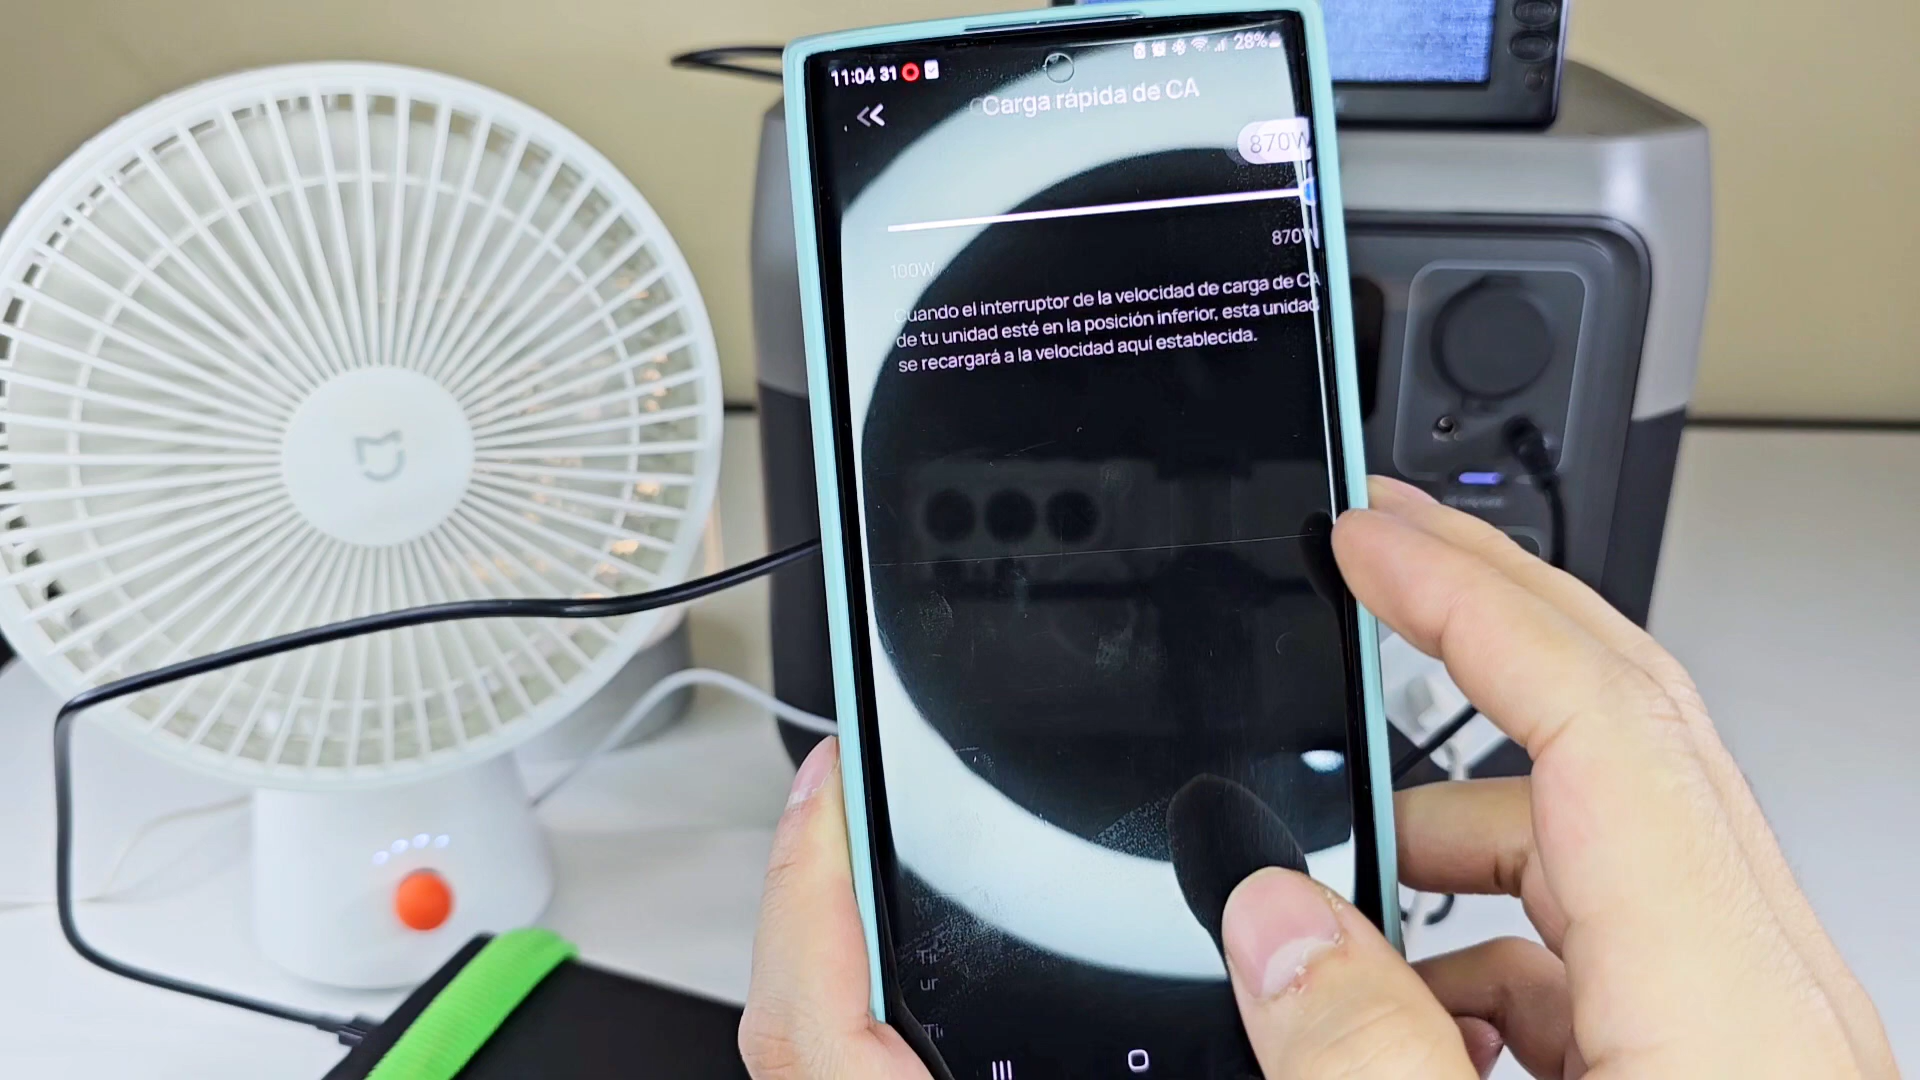 11:04 31
28%
Carga rápida de CA
870W
870W
100W
Cuando el interruptor de la velocidad de carga de CA
de tu unidad esté en la posición inferior, esta unidad
se recargará a la velocidad aquí establecida.
ur